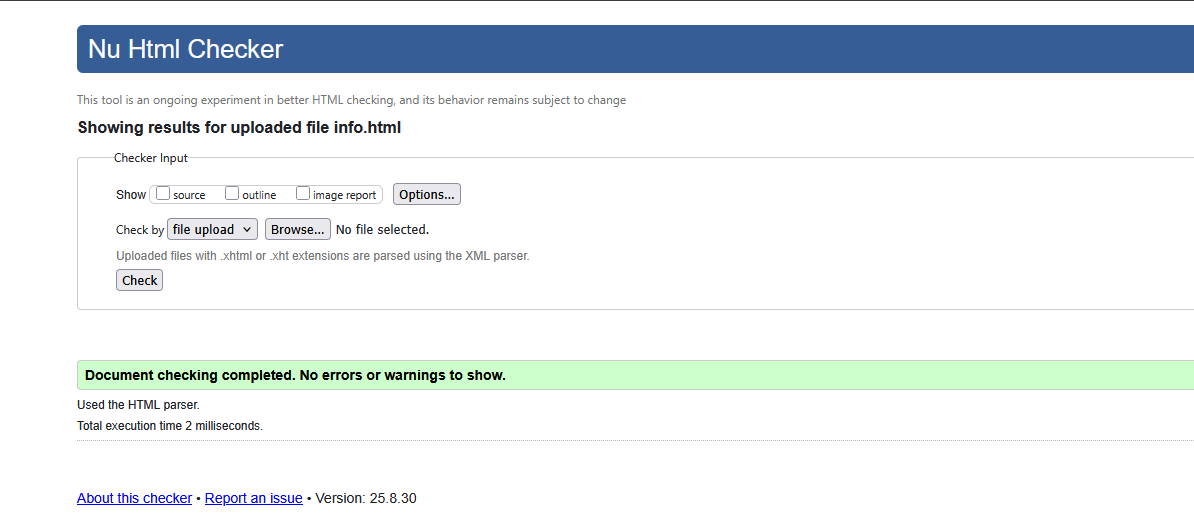 Nu Html Checker
This tool is an ongoing experiment in better HTML checking, and its behavior remains subject to change
Showing results for uploaded file info.html
Checker Input
Show source outline image report Options...
Check by file upload Browse... No file selected.
Uploaded files with .xhtml or .xht extensions are parsed using the XML parser.
Check
Document checking completed. No errors or warnings to show.
Used the HTML parser.
Total execution time 2 milliseconds.
About this checker • Report an issue • Version: 25.8.30